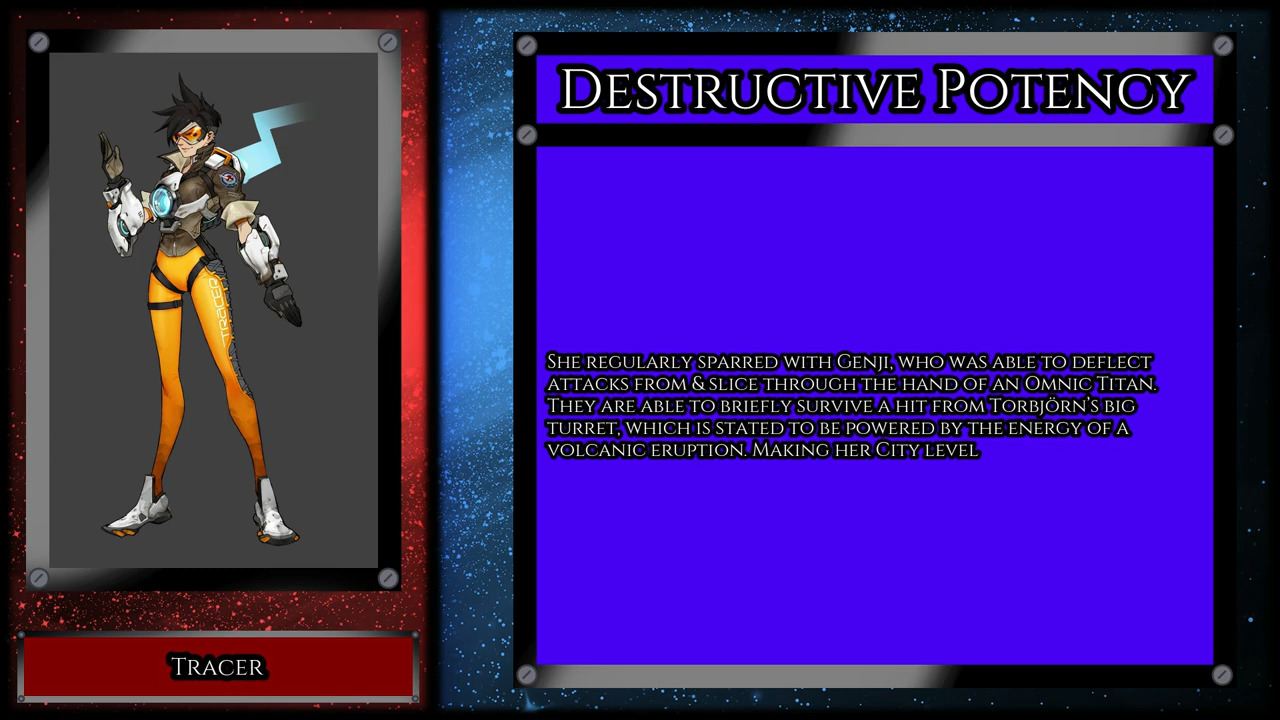 Destructive Potency
She regularly sparred with Genji, who was able to deflect
attacks from & slice through the hand of an Omnic Titan.
They are able to briefly survive a hit from Torbjörn's big
turret, which is stated to be powered by the energy of a
volcanic eruption. Making her City level
TRACER
Tracer